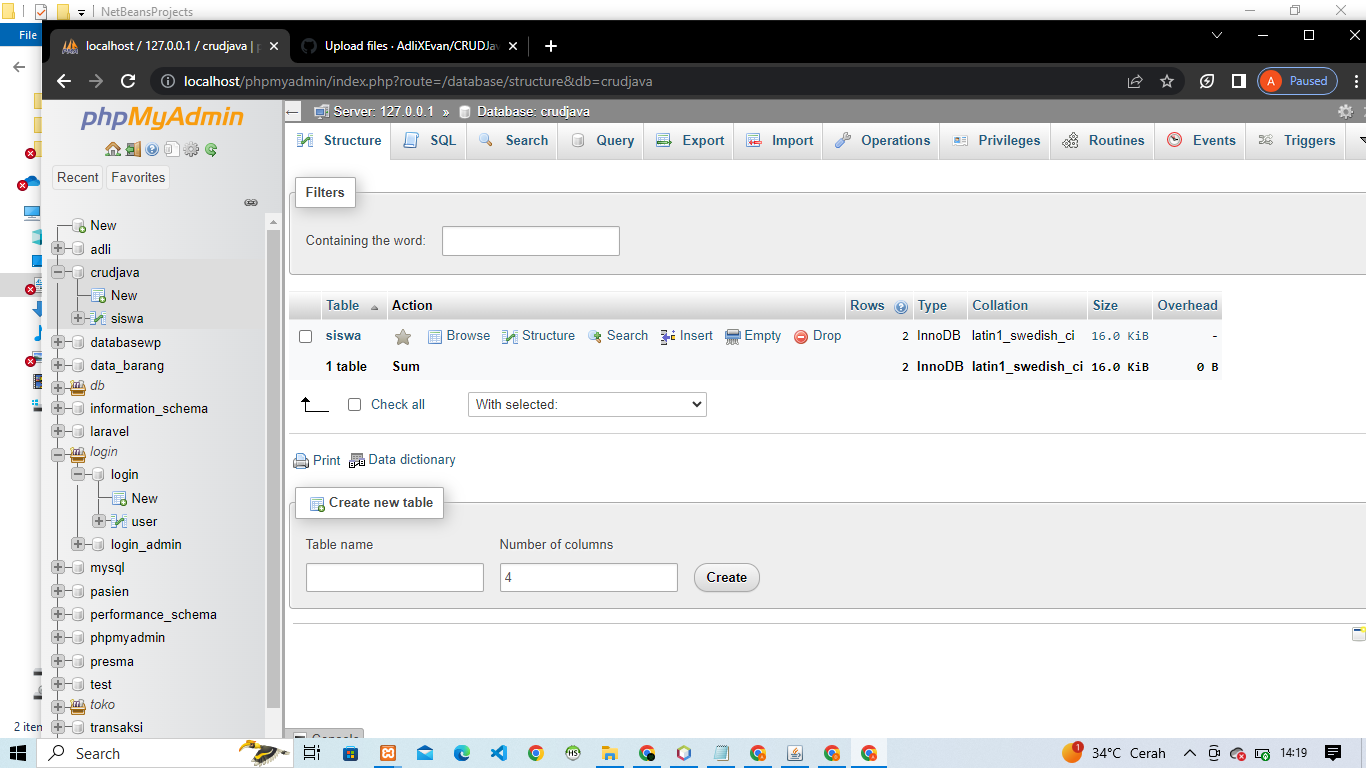 NetBeansProjects
File
localhost / 127.0.0.1 / crudjava | p
Upload files · AdliXEvan/CRUDJav
localhost/phpmyadmin/index.php?route=/database/structure&db=crudjava
A Paused
phpMyAdmin
Recent Favorites
New
adli
crudjava
New
siswa
databasewp
data_barang
db
information_schema
laravel
login
login
New
user
login_admin
mysql
pasien
performance_schema
phpmyadmin
presma
test
toko
transaksi
Server: 127.0.0.1 » Database: crudjava
Structure SQL Search Query Export Import Operations Privileges Routines Events Triggers
Filters
Containing the word:
Table Action Rows Type Collation Size Overhead
siswa Browse Structure Search Insert Empty Drop 2 InnoDB latin1_swedish_ci 16.0 KiB -
1 table Sum 2 InnoDB latin1_swedish_ci 16.0 KiB 0 B
Check all With selected:
Print Data dictionary
Create new table
Table name Number of columns
4 Create
Console
2 iten
Search
1 34°C Cerah 14:19